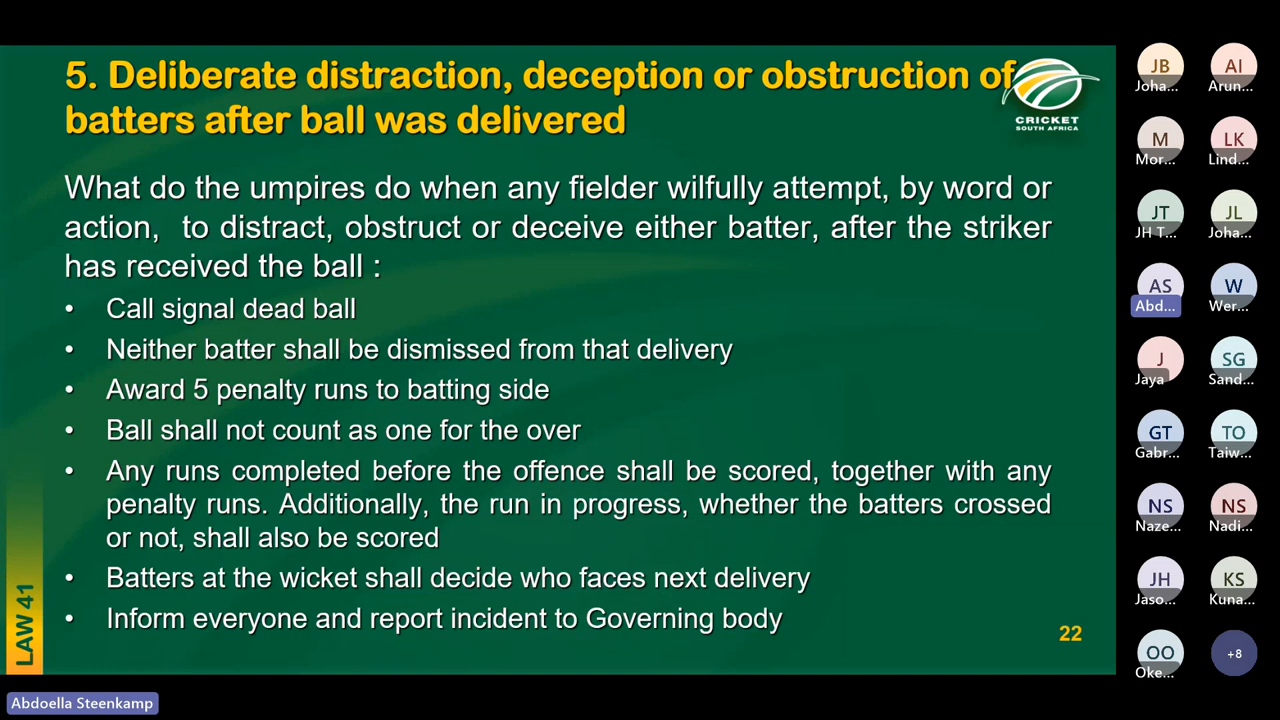 5. Deliberate distraction, deception or obstruction of
batters after ball was delivered
CRICKET
SOUTH AFRICA
What do the umpires do when any fielder wilfully attempt, by word or
action, to distract, obstruct or deceive either batter, after the striker
has received the ball :
• Call signal dead ball
• Neither batter shall be dismissed from that delivery
• Award 5 penalty runs to batting side
• Ball shall not count as one for the over
• Any runs completed before the offence shall be scored, together with any
penalty runs. Additionally, the run in progress, whether the batters crossed
or not, shall also be scored
• Batters at the wicket shall decide who faces next delivery
• Inform everyone and report incident to Governing body
LAW 41
22
Abdoella Steenkamp
JB
Joha...
AI
Arun...
M
Mor...
LK
Lind...
JT
JH T...
JL
Joha...
AS
Abd...
W
Wer...
J
Jaya
SG
Sand...
GT
Gabr...
TO
Taiw...
NS
Naze...
NS
Nadi...
JH
Jaso...
KS
Kuna...
OO
Oke...
+8